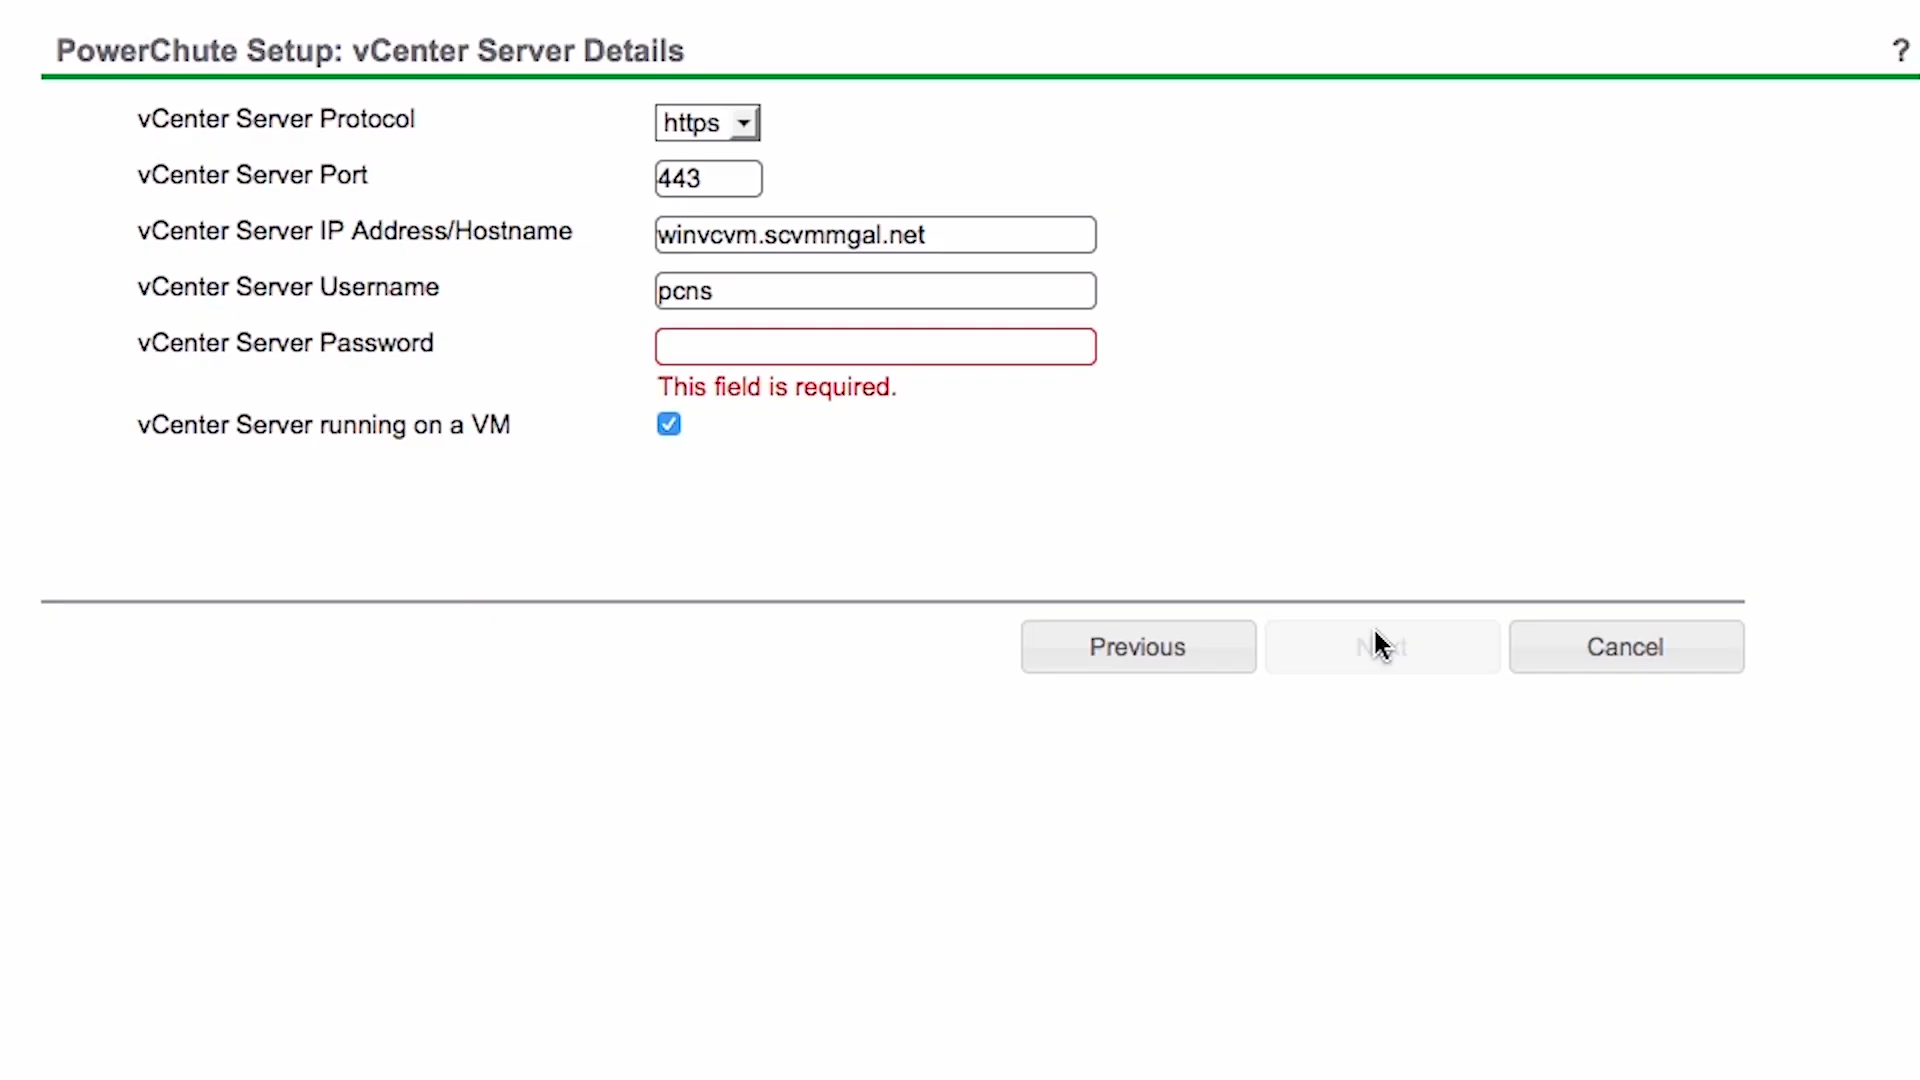 PowerChute Setup: vCenter Server Details
?
vCenter Server Protocol
https
vCenter Server Port
443
vCenter Server IP Address/Hostname
winvcvm.scvmmgal.net
vCenter Server Username
pcns
vCenter Server Password
This field is required.
vCenter Server running on a VM
Previous
Next
Cancel